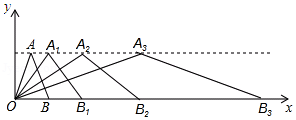 y
A A₁ A₂ A₃
O B B₁ B₂ B₃ x